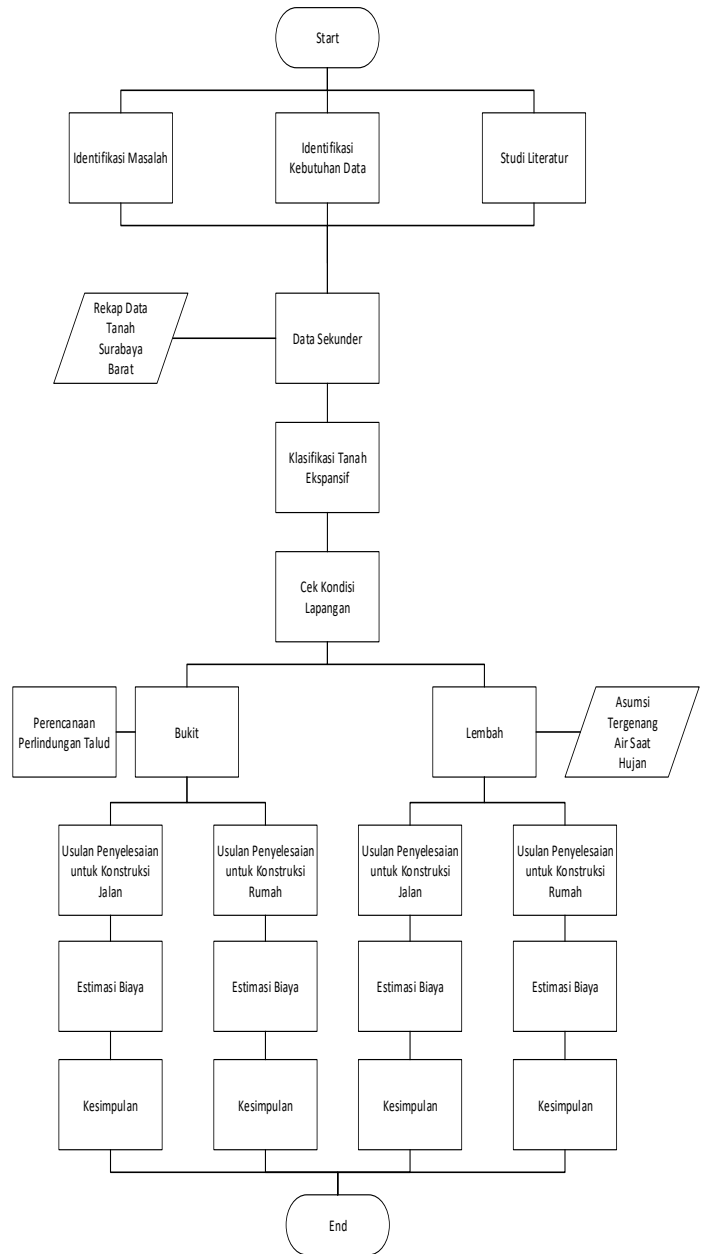 Start
Identifikasi Masalah
Identifikasi
Kebutuhan Data
Studi Literatur
Rekap Data
Tanah
Surabaya
Barat
Data Sekunder
Klasifikasi Tanah
Ekspansif
Cek Kondisi
Lapangan
Perencanaan
Perlindungan Talud
Bukit
Lembah
Asumsi
Tergenang
Air Saat
Hujan
Usulan Penyelesaian
untuk Konstruksi
Jalan
Usulan Penyelesaian
untuk Konstruksi
Rumah
Usulan Penyelesaian
untuk Konstruksi
Jalan
Usulan Penyelesaian
untuk Konstruksi
Rumah
Estimasi Biaya
Estimasi Biaya
Estimasi Biaya
Estimasi Biaya
Kesimpulan
Kesimpulan
Kesimpulan
Kesimpulan
End